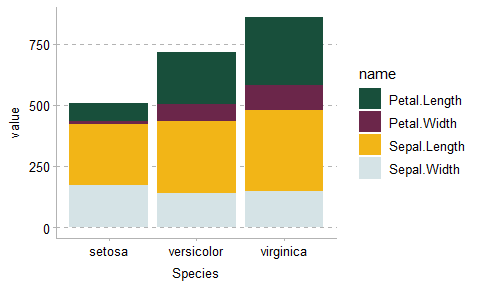 750
500
250
0
value
setosa versicolor virginica
Species
name
Petal.Length
Petal.Width
Sepal.Length
Sepal.Width